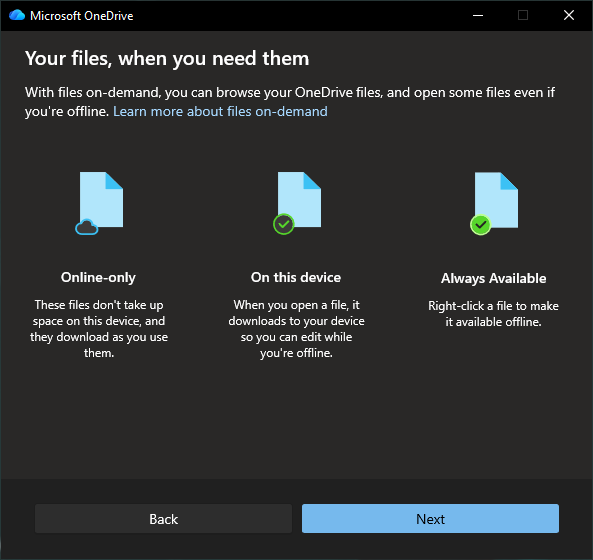 Microsoft OneDrive
Your files, when you need them
With files on-demand, you can browse your OneDrive files, and open some files even if
you're offline. Learn more about files on-demand
Online-only
These files don't take up
space on this device, and
they download as you use
them.
On this device
When you open a file, it
downloads to your device
so you can edit while
you're offline.
Always Available
Right-click a file to make
it available offline.
Back
Next